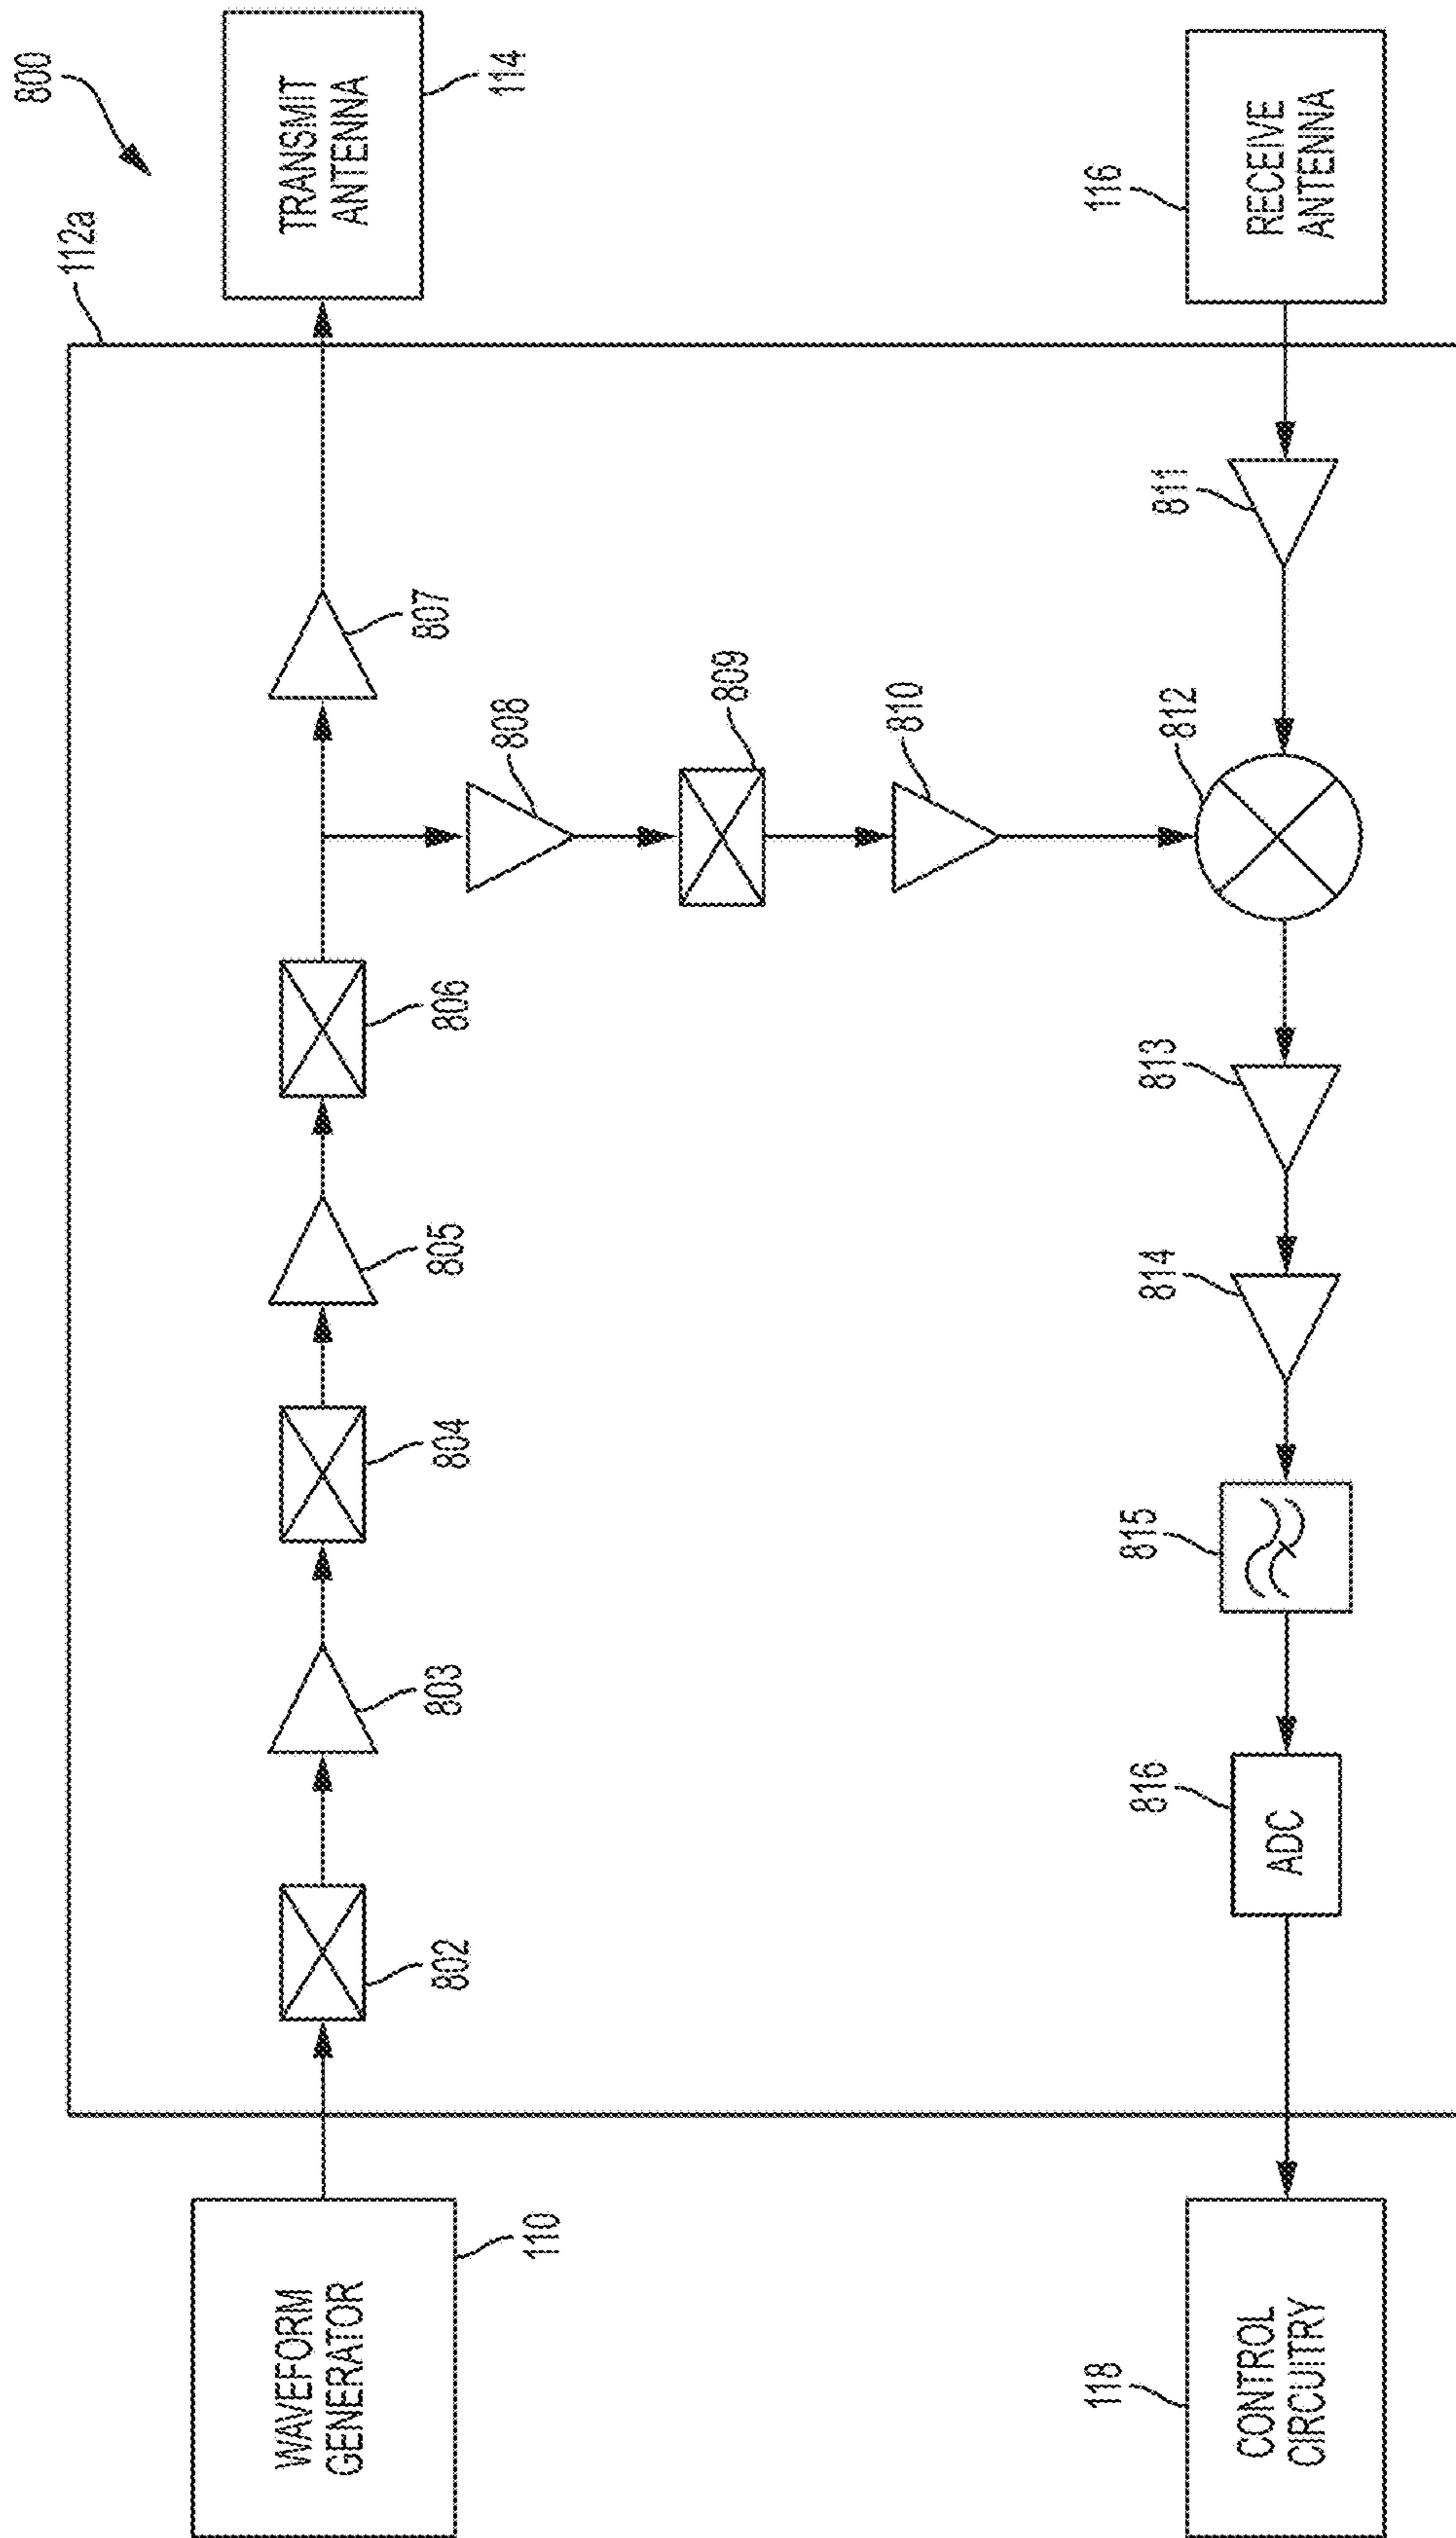 800
112a
WAVEFORM
GENERATOR
110
802
803
804
805
806
807
TRANSMIT
ANTENNA
114
808
809
810
CONTROL
CIRCUITRY
118
ADC
816
815
814
813
812
811
RECEIVE
ANTENNA
116